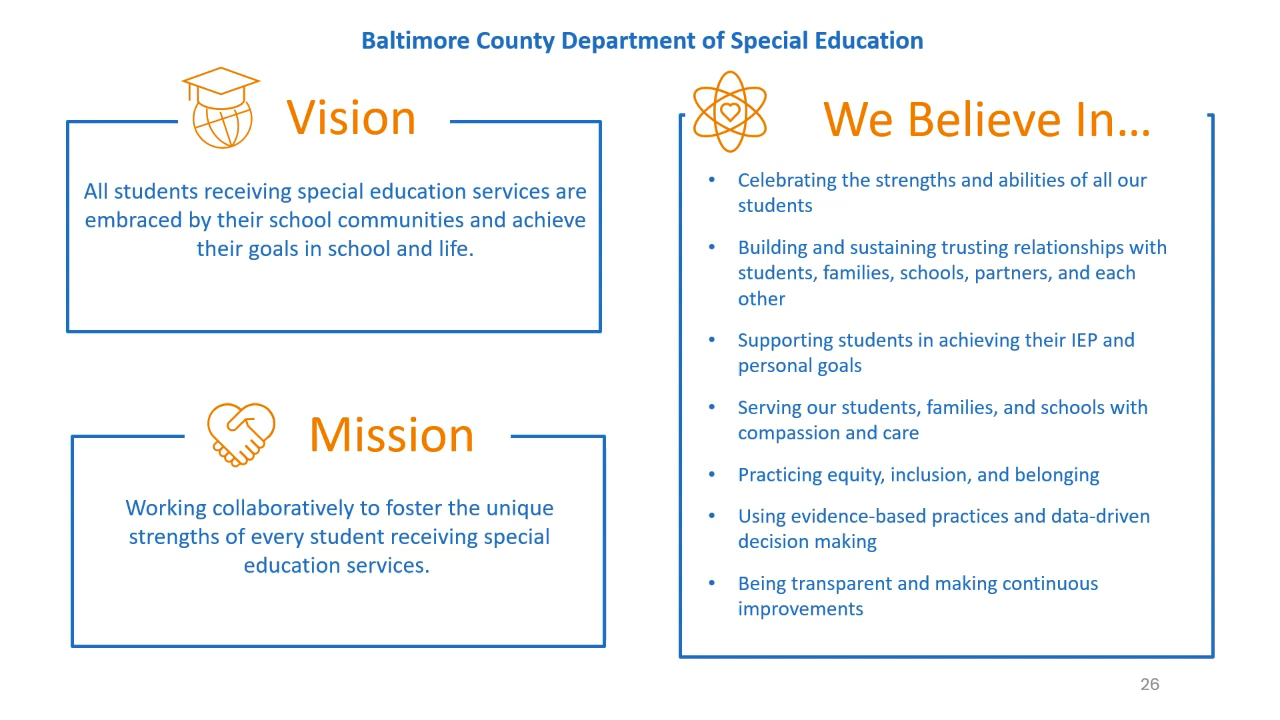 Baltimore County Department of Special Education
Vision
All students receiving special education services are
embraced by their school communities and achieve
their goals in school and life.
Mission
Working collaboratively to foster the unique
strengths of every student receiving special
education services.
We Believe In…
• Celebrating the strengths and abilities of all our
students
• Building and sustaining trusting relationships with
students, families, schools, partners, and each
other
• Supporting students in achieving their IEP and
personal goals
• Serving our students, families, and schools with
compassion and care
• Practicing equity, inclusion, and belonging
• Using evidence-based practices and data-driven
decision making
• Being transparent and making continuous
improvements
26